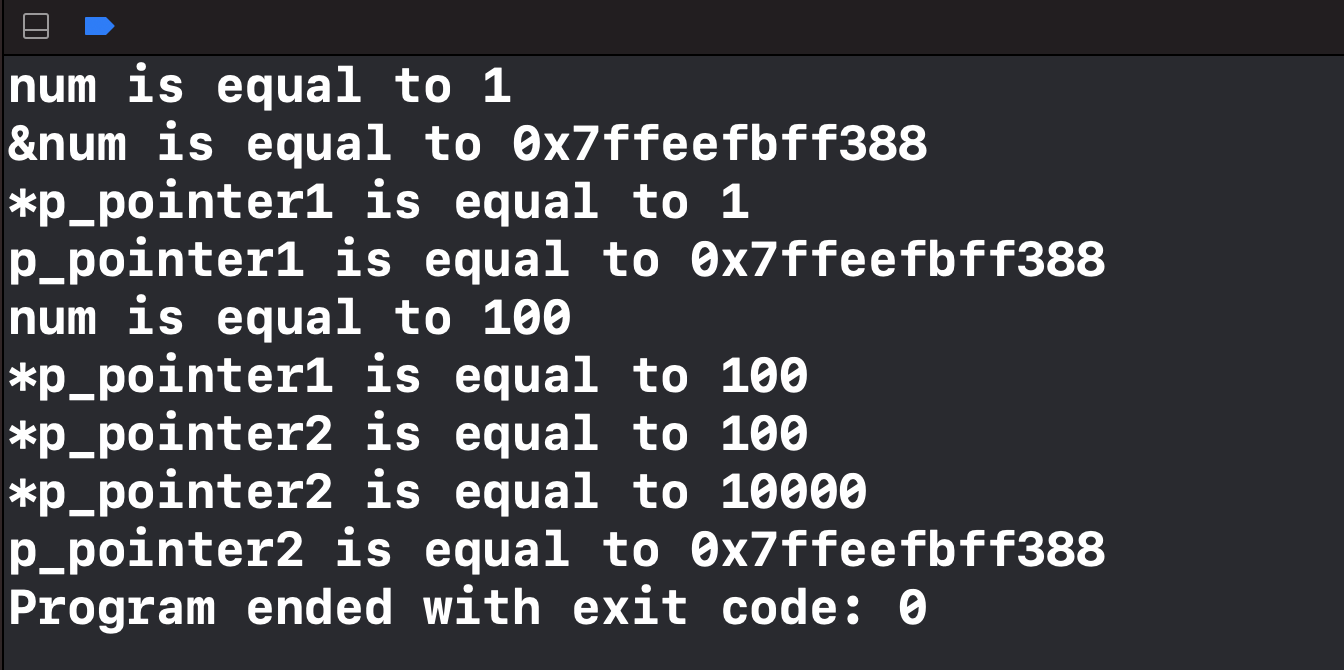 num is equal to 1
&num is equal to 0x7ffeefbff388
*p_pointer1 is equal to 1
p_pointer1 is equal to 0x7ffeefbff388
num is equal to 100
*p_pointer1 is equal to 100
*p_pointer2 is equal to 100
*p_pointer2 is equal to 10000
p_pointer2 is equal to 0x7ffeefbff388
Program ended with exit code: 0